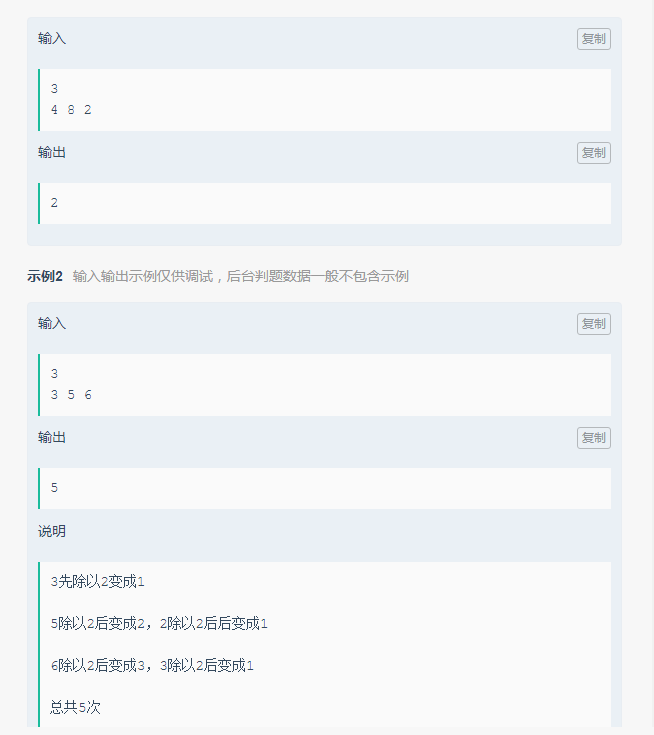 输入 复制
3
4 8 2
输出 复制
2
示例2 输入输出示例仅供调试，后台判题数据一般不包含示例
输入 复制
3
3 5 6
输出 复制
5
说明
3先除以2变成1
5除以2后变成2，2除以2后后变成1
6除以2后变成3，3除以2后变成1
总共5次